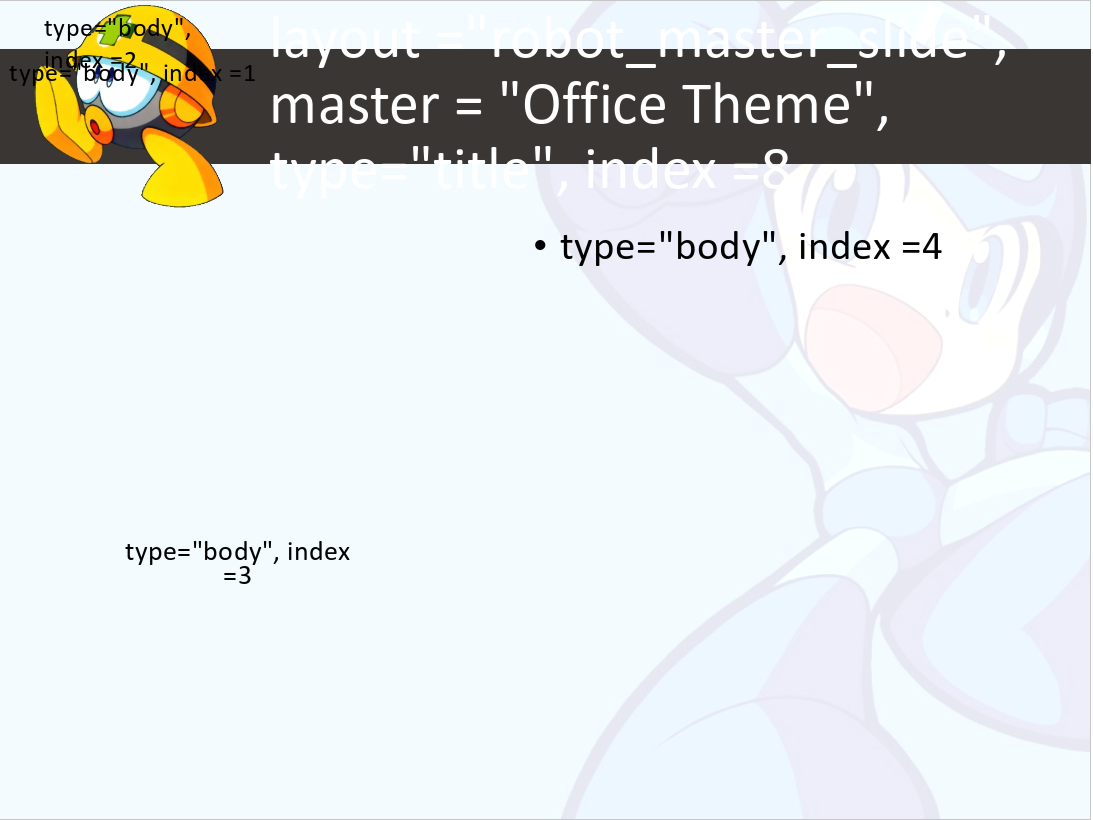 type="body",
index =2
type="body", index =1
layout ="robot_master_slide",
master = "Office Theme",
type="title", index =8
• type="body", index =4
type="body", index
=3